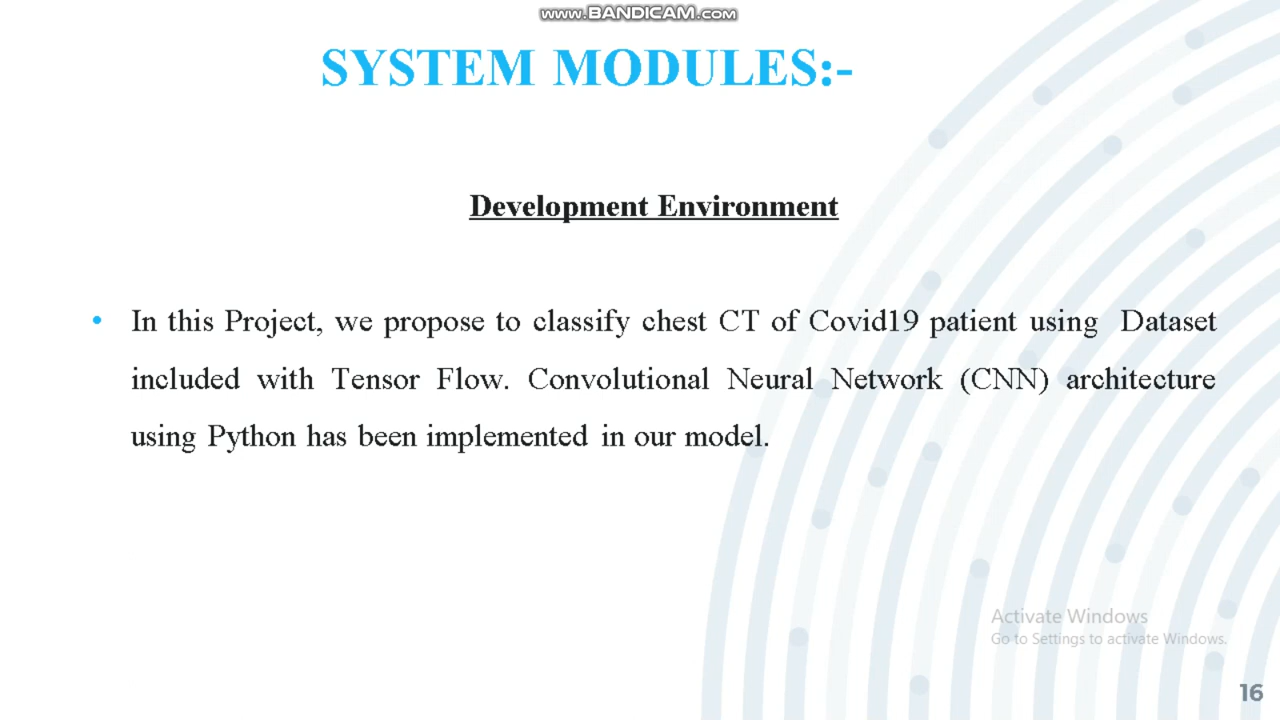 www.BANDICAM.com
SYSTEM MODULES:-
Development Environment
• In this Project, we propose to classify chest CT of Covid19 patient using Dataset
included with Tensor Flow. Convolutional Neural Network (CNN) architecture
using Python has been implemented in our model.
Activate Windows
Go to Settings to activate Windows.
16